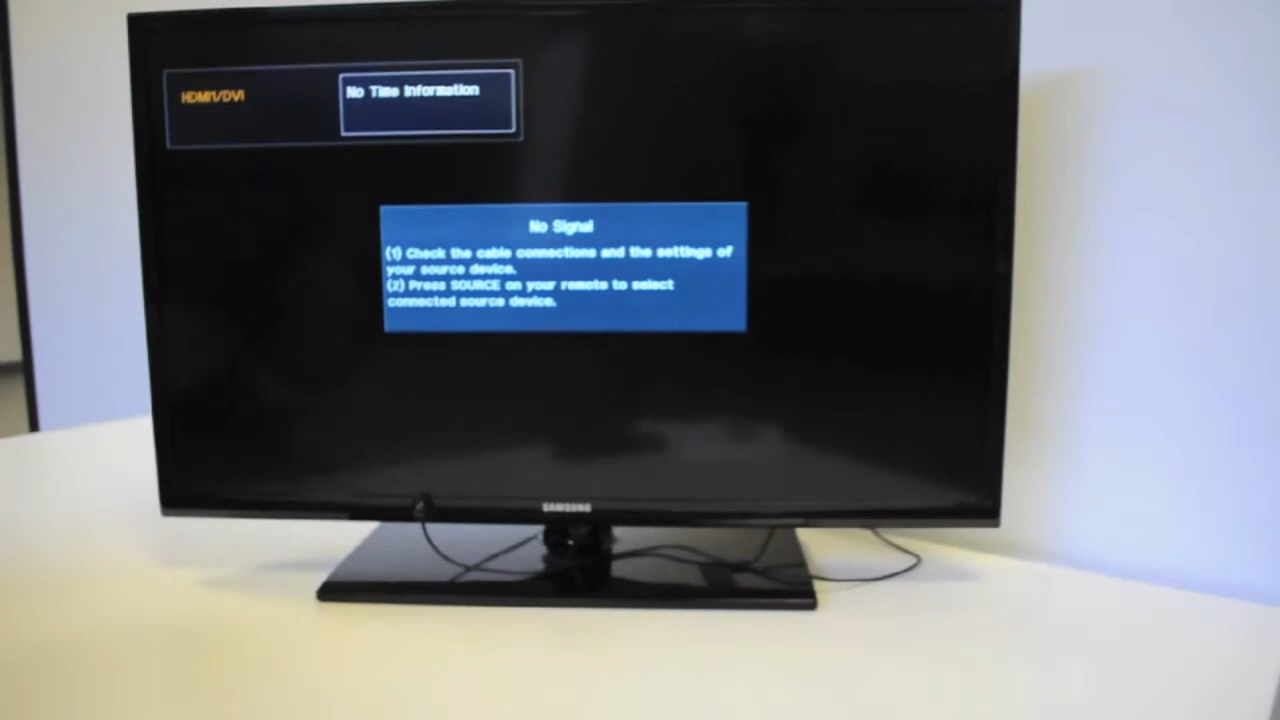 HDMI1/DVI
No Time Information
No Signal
(1) Check the cable connections and the settings of
your source device.
(2) Press SOURCE on your remote to select
connected source device.
SAMSUNG